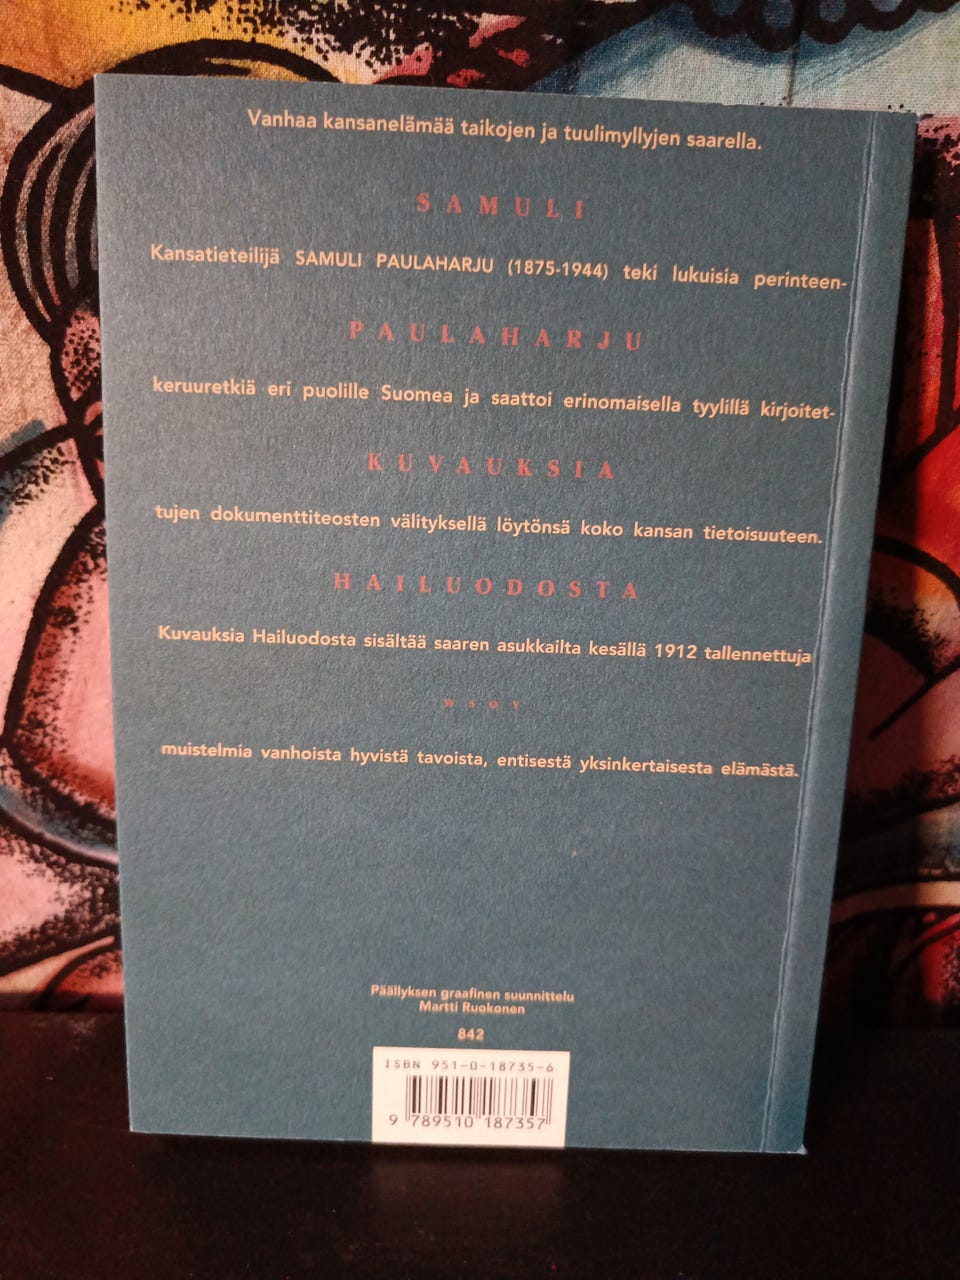 Vanhaa kansanelämää taikojen ja tuulimyllyjen saarella.
SAMULI
Kansatieteilijä SAMULI PAULAHARJU (1875-1944) teki lukuisia perinteen-
PAULAHARJU
keruuretkiä eri puolille Suomea ja saattoi erinomaisella tyylillä kirjoitet-
KUVAUKSIA
tujen dokumenttiteosten välityksellä löytönsä koko kansan tietoisuuteen.
HAILUODOSTA
Kuvauksia Hailuodosta sisältää saaren asukkailta kesällä 1912 tallennettuja
WSOY
muistelmia vanhoista hyvistä tavoista, entisestä yksinkertaisesta elämästä.
Päällyksen graafinen suunnittelu
Martti Ruokonen
842
ISBN 951-0-18735-6
9 789510 187357